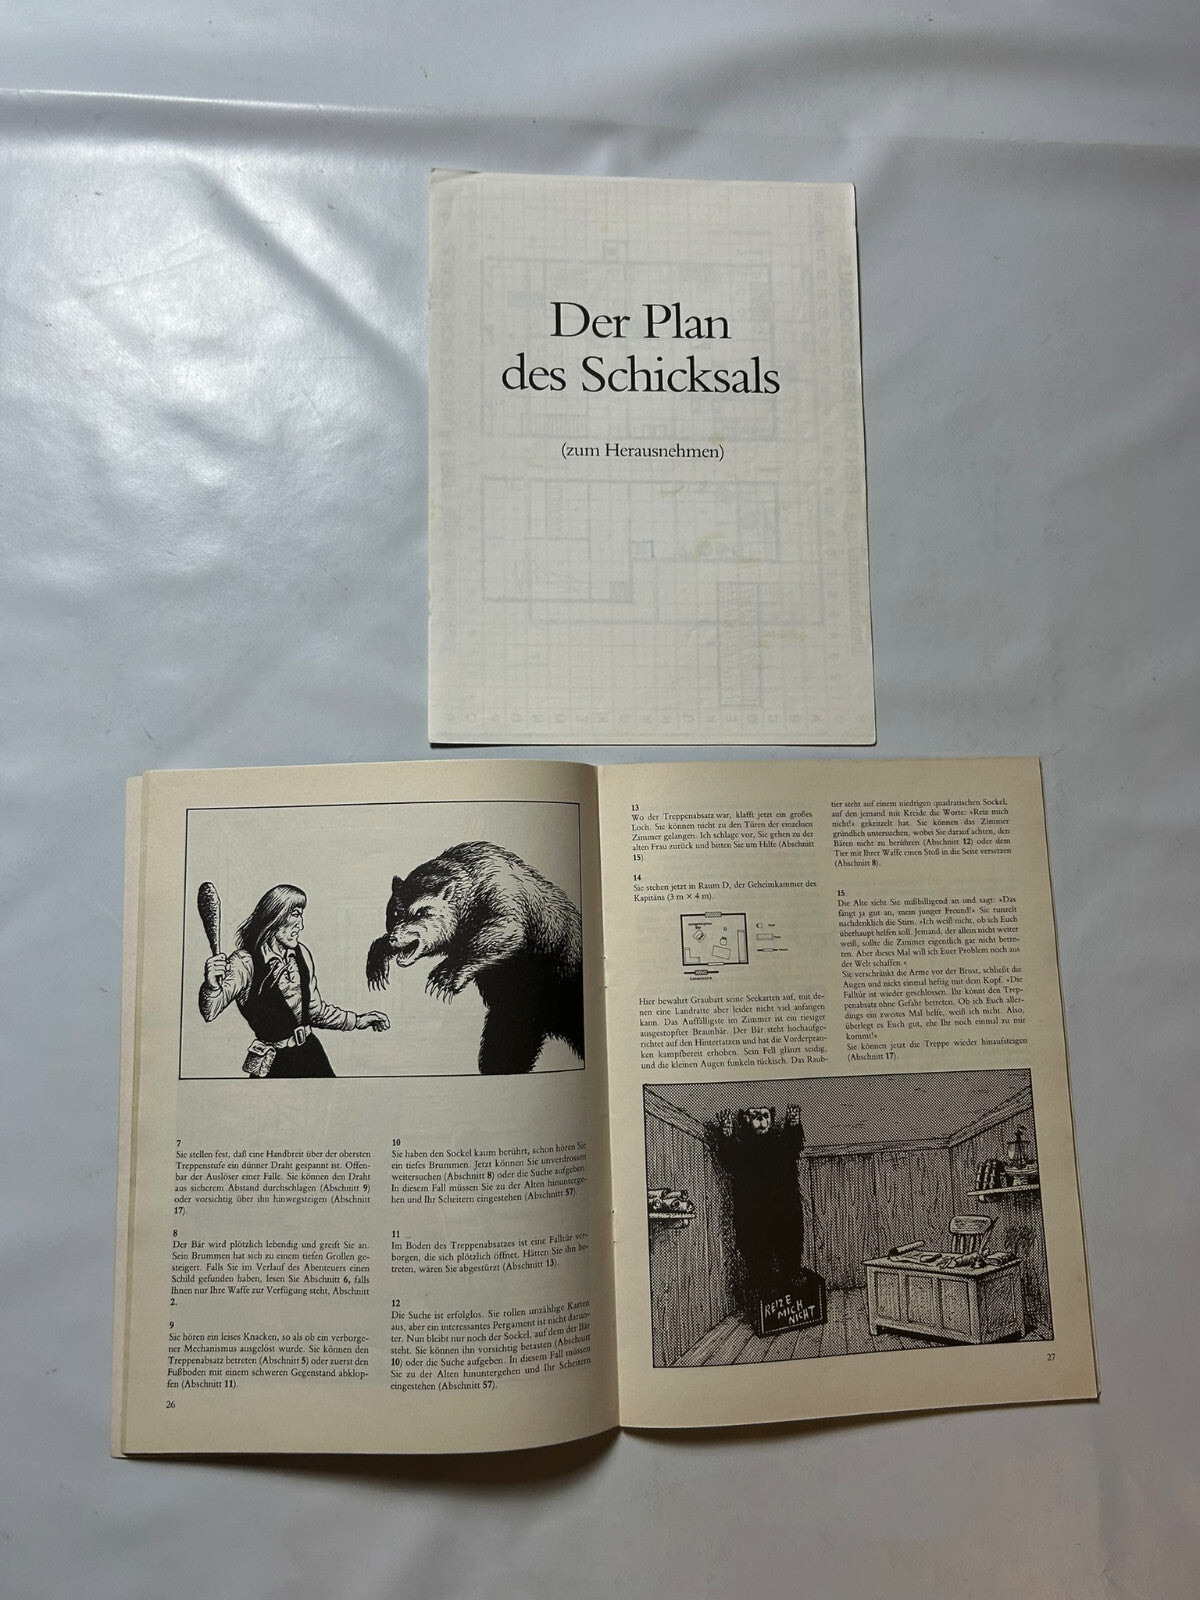 Der Plan
des Schicksals
(zum Herausnehmen)
7
Sie stellen fest, daß eine Handbreit über der obersten
Treppenstufe ein dünner Draht gespannt ist. Offen-
bar der Auslöser einer Falle. Sie können den Draht
aus sicherem Abstand durchschlagen (Abschnitt 9)
oder vorsichtig über ihn hinwegsteigen (Abschnitt
17).
8
Der Bär wird plötzlich lebendig und greift Sie an.
Sein Brummen hat sich zu einem tiefen Grollen ge-
steigert. Falls Sie im Verlauf des Abenteuers einen
Schild gefunden haben, lesen Sie Abschnitt 6, falls
Ihnen nur Ihre Waffe zur Verfügung steht, Abschnitt
2.
9
Sie hören ein leises Knacken, so als ob ein verborge-
ner Mechanismus ausgelöst wurde. Sie können den
Treppenabsatz betreten (Abschnitt 5) oder zuerst den
Fußboden mit einem schweren Gegenstand abklop-
fen (Abschnitt 11).
26
10
Sie haben den Sockel kaum berührt, schon hören Sie
ein tiefes Brummen. Jetzt können Sie unverdrossen
weitersuchen (Abschnitt 8) oder die Suche aufgeben.
In diesem Fall müssen Sie zu der Alten hinunterge-
hen und Ihr Scheitern eingestehen (Abschnitt 57).
11
Im Boden des Treppenabsatzes ist eine Falltür ver-
borgen, die sich plötzlich öffnet. Hätten Sie ihn be-
treten, wären Sie abgestürzt (Abschnitt 13).
12
Die Suche ist erfolglos. Sie rollen unzählige Karten
aus, aber ein interessantes Pergament ist nicht darun-
ter. Nun bleibt nur noch der Sockel, auf dem der Bär
steht. Sie können ihn vorsichtig betasten (Abschnitt
10) oder die Suche aufgeben. In diesem Fall müssen
Sie zu der Alten hinuntergehen und Ihr Scheitern
eingestehen (Abschnitt 57).
13
Wo der Treppenabsatz war, klafft jetzt ein großes
Loch. Sie können nicht zu den Türen der einzelnen
Zimmer gelangen. Ich schlage vor, Sie gehen zu der
alten Frau zurück und bitten Sie um Hilfe (Abschnitt
15).
14
Sie stehen jetzt in Raum D, der Geheimkammer des
Kapitäns (3 m × 4 m).
Hier bewahrt Graubart seine Seekarten auf, mit de-
nen eine Landratte aber leider nicht viel anfangen
kann. Das Auffälligste im Zimmer ist ein riesiger
ausgestopfter Braunbär. Der Bär steht hochaufge-
richtet auf den Hintertatzen und hat die Vorderpran-
ken kampfbereit erhoben. Sein Fell glänzt seidig,
und die kleinen Augen funkeln tückisch. Das Raub-
tier steht auf einem niedrigen quadratischen Sockel,
auf den jemand mit Kreide die Worte: »Reiz mich
nicht!« gekritzelt hat. Sie können das Zimmer
gründlich untersuchen, wobei Sie darauf achten, den
Bären nicht zu berühren (Abschnitt 12) oder dem
Tier mit Ihrer Waffe einen Stoß in die Seite versetzen
(Abschnitt 8).
15
Die Alte sieht Sie mißbilligend an und sagt: »Das
fängt ja gut an, mein junger Freund!« Sie runzelt
nachdenklich die Stirn. »Ich weiß nicht, ob ich Euch
überhaupt helfen soll. Jemand, der allein nicht weiter
weiß, sollte die Zimmer eigentlich gar nicht betre-
ten. Aber dieses Mal will ich Euer Problem noch aus
der Welt schaffen.«
Sie verschränkt die Arme vor der Brust, schließt die
Augen und nickt einmal heftig mit dem Kopf. »Die
Falltür ist wieder geschlossen. Ihr könnt den Trep-
penabsatz ohne Gefahr betreten. Ob ich Euch aller-
dings ein zweites Mal helfe, weiß ich nicht. Also,
überlegt es Euch gut, ehe Ihr noch einmal zu mir
kommt!«
Sie können jetzt die Treppe wieder hinaufsteigen
(Abschnitt 17).
REIZE
MICH
NICHT
27